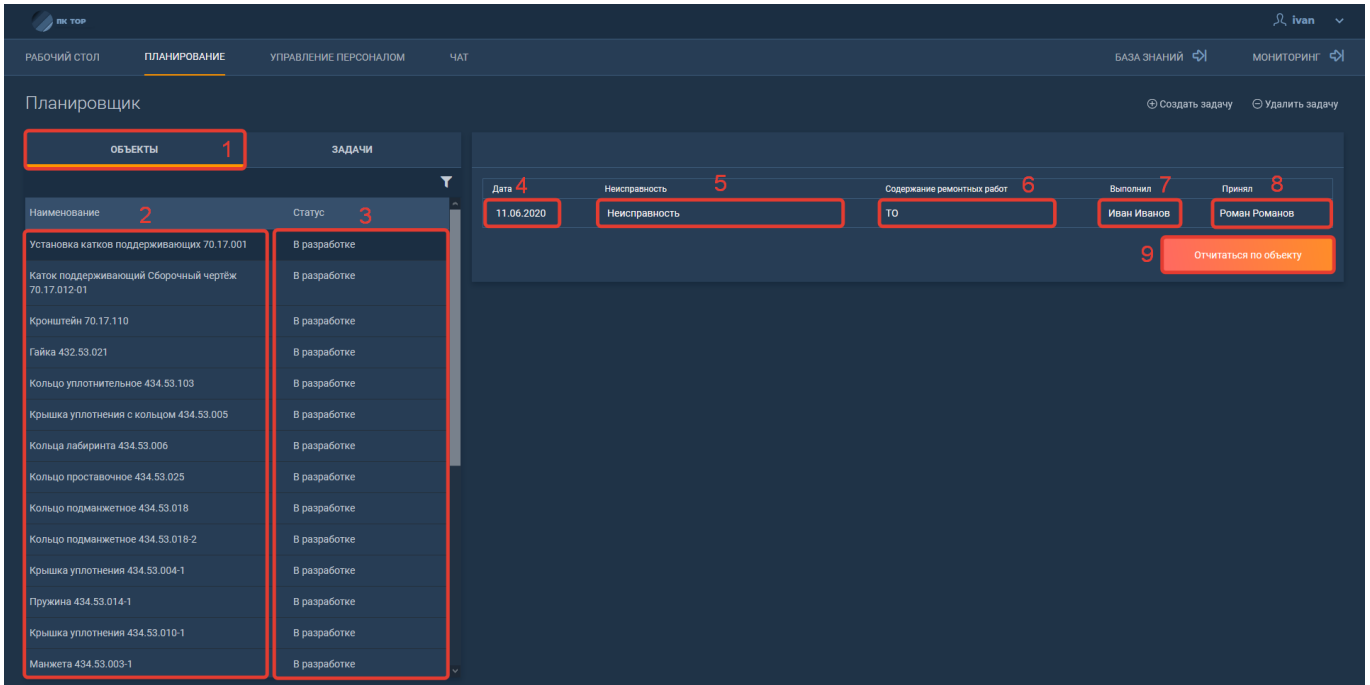 ПК ТОР
ivan
РАБОЧИЙ СТОЛ ПЛАНИРОВАНИЕ УПРАВЛЕНИЕ ПЕРСОНАЛОМ ЧАТ БАЗА ЗНАНИЙ МОНИТОРИНГ
Планировщик
Создать задачу Удалить задачу
ОБЪЕКТЫ 1 ЗАДАЧИ
Наименование 2 Статус 3
Установка катков поддерживающих 70.17.001 В разработке
Каток поддерживающий Сборочный чертёж В разработке
70.17.012-01
Кронштейн 70.17.110 В разработке
Гайка 432.53.021 В разработке
Кольцо уплотнительное 434.53.103 В разработке
Крышка уплотнения с кольцом 434.53.005 В разработке
Кольца лабиринта 434.53.006 В разработке
Кольцо проставочное 434.53.025 В разработке
Кольцо подманжетное 434.53.018 В разработке
Кольцо подманжетное 434.53.018-2 В разработке
Крышка уплотнения 434.53.004-1 В разработке
Пружина 434.53.014-1 В разработке
Крышка уплотнения 434.53.010-1 В разработке
Манжета 434.53.003-1 В разработке
Дата 4 Неисправность 5 Содержание ремонтных работ 6 Выполнил 7 Принял 8
11.06.2020 Неисправность ТО Иван Иванов Роман Романов
9 Отчитаться по объекту